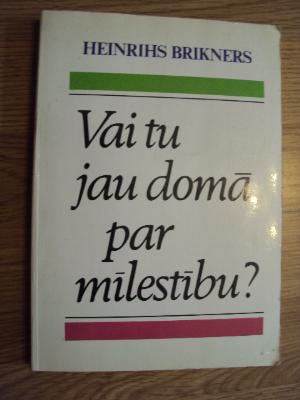 HEINRIHS BRIKNERS
Vai tu
jau domā
par
mīlestību?